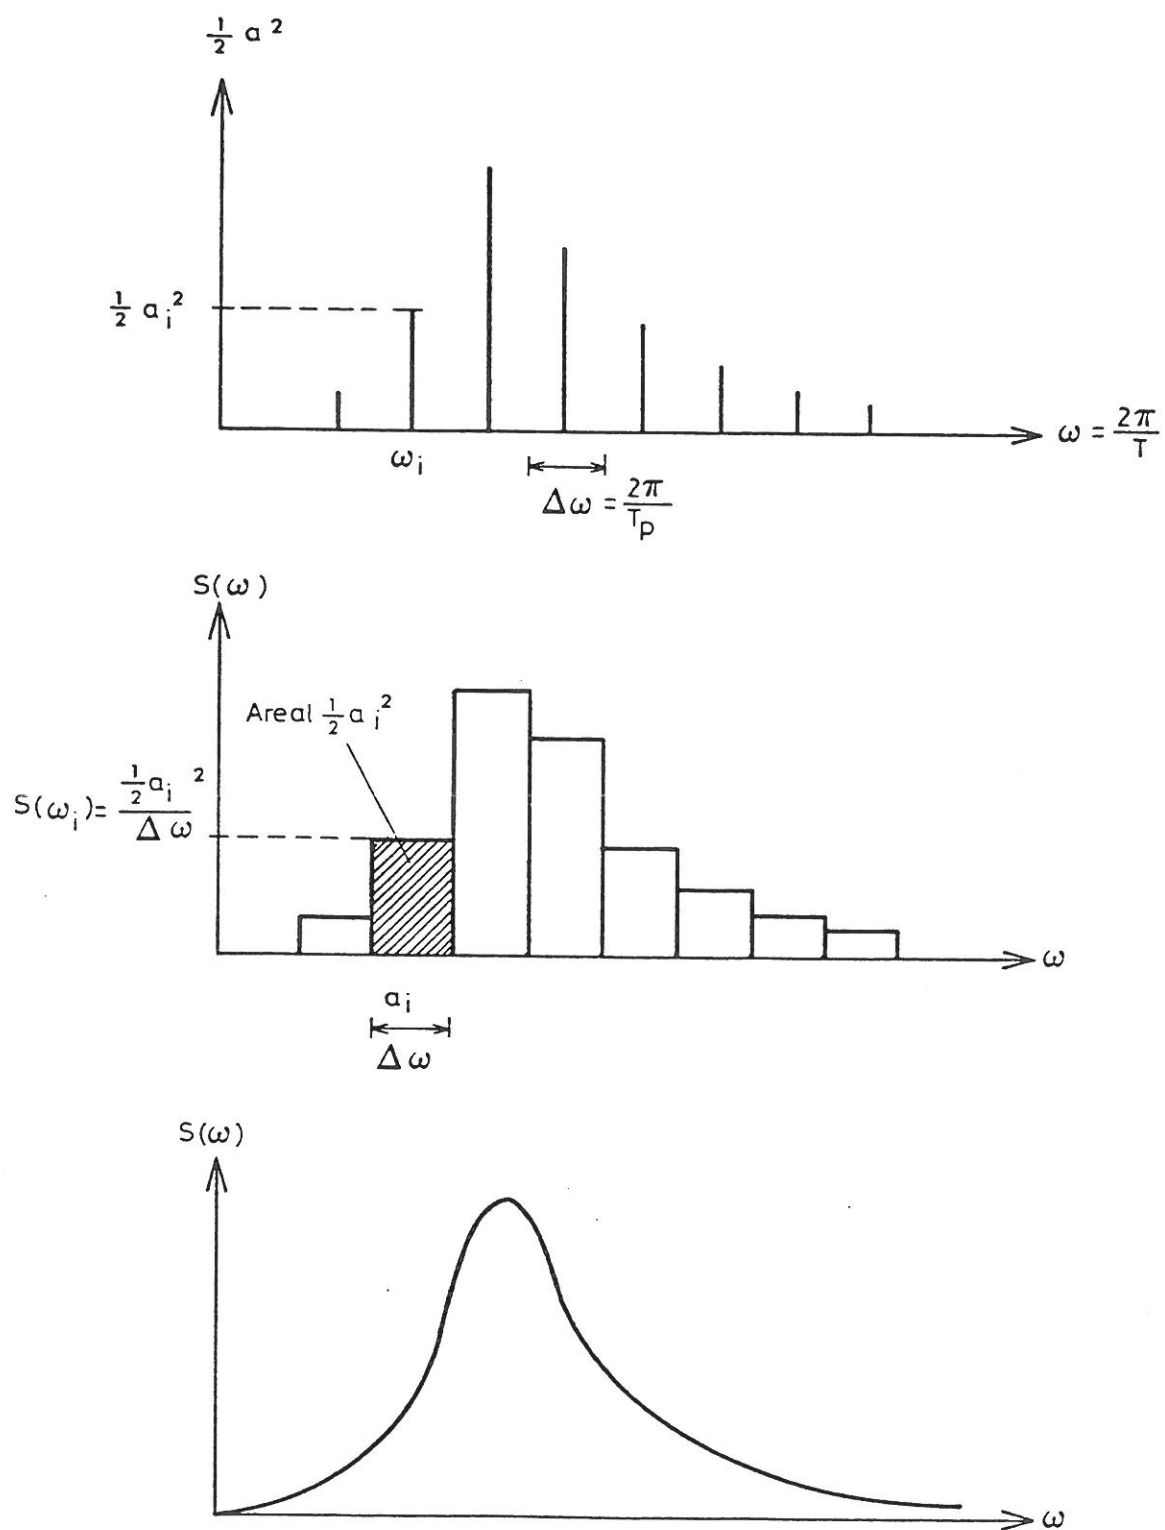 ½ a²
½ aᵢ²
ω = 2π/T
ωᵢ
Δω = 2π/Tₚ
S(ω)
Areal ½ aᵢ²
S(ωᵢ) = ½ aᵢ² / Δω
ω
aᵢ
Δω
S(ω)
ω